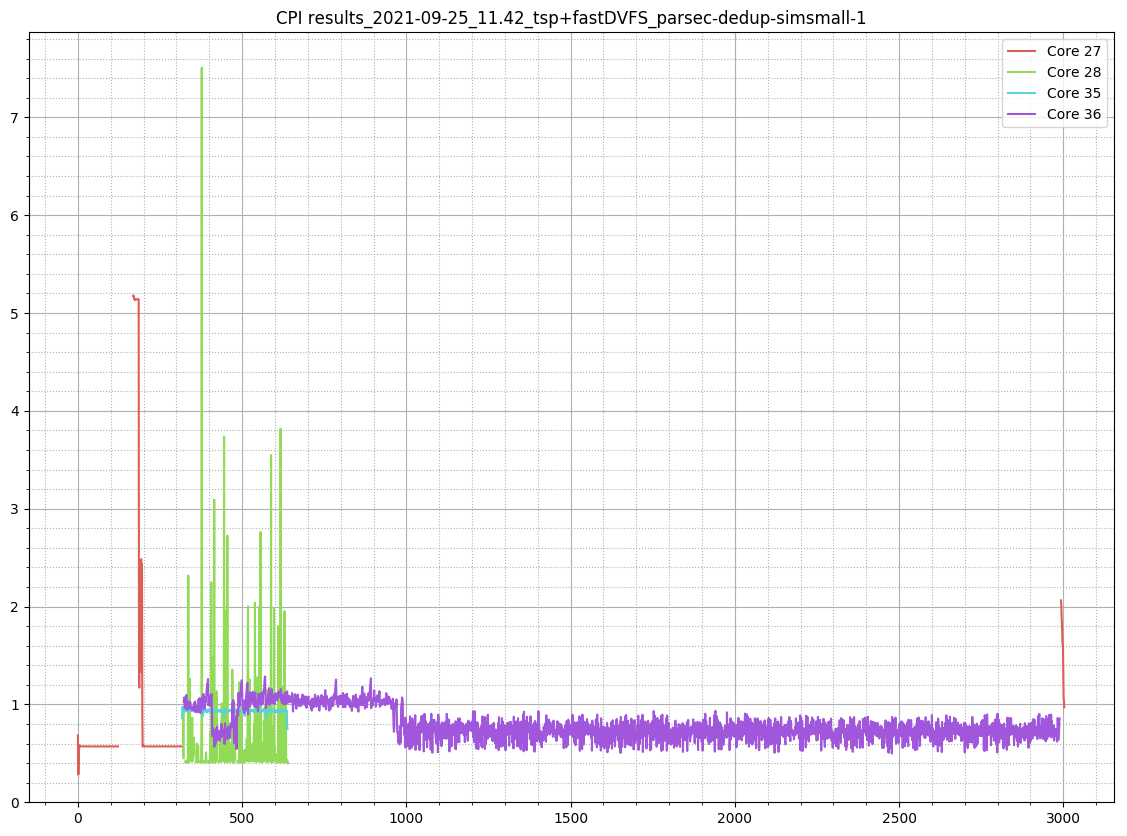 CPI results_2021-09-25_11.42_tsp+fastDVFS_parsec-dedup-simsmall-1
Core 27
Core 28
Core 35
Core 36
7
6
5
4
3
2
1
0
0 500 1000 1500 2000 2500 3000